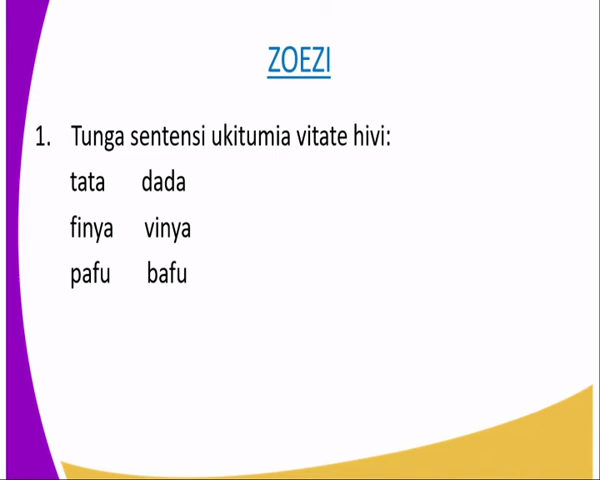 ZOEZI
1. Tunga sentensi ukitumia vitate hivi:
tata dada
finya vinya
pafu bafu